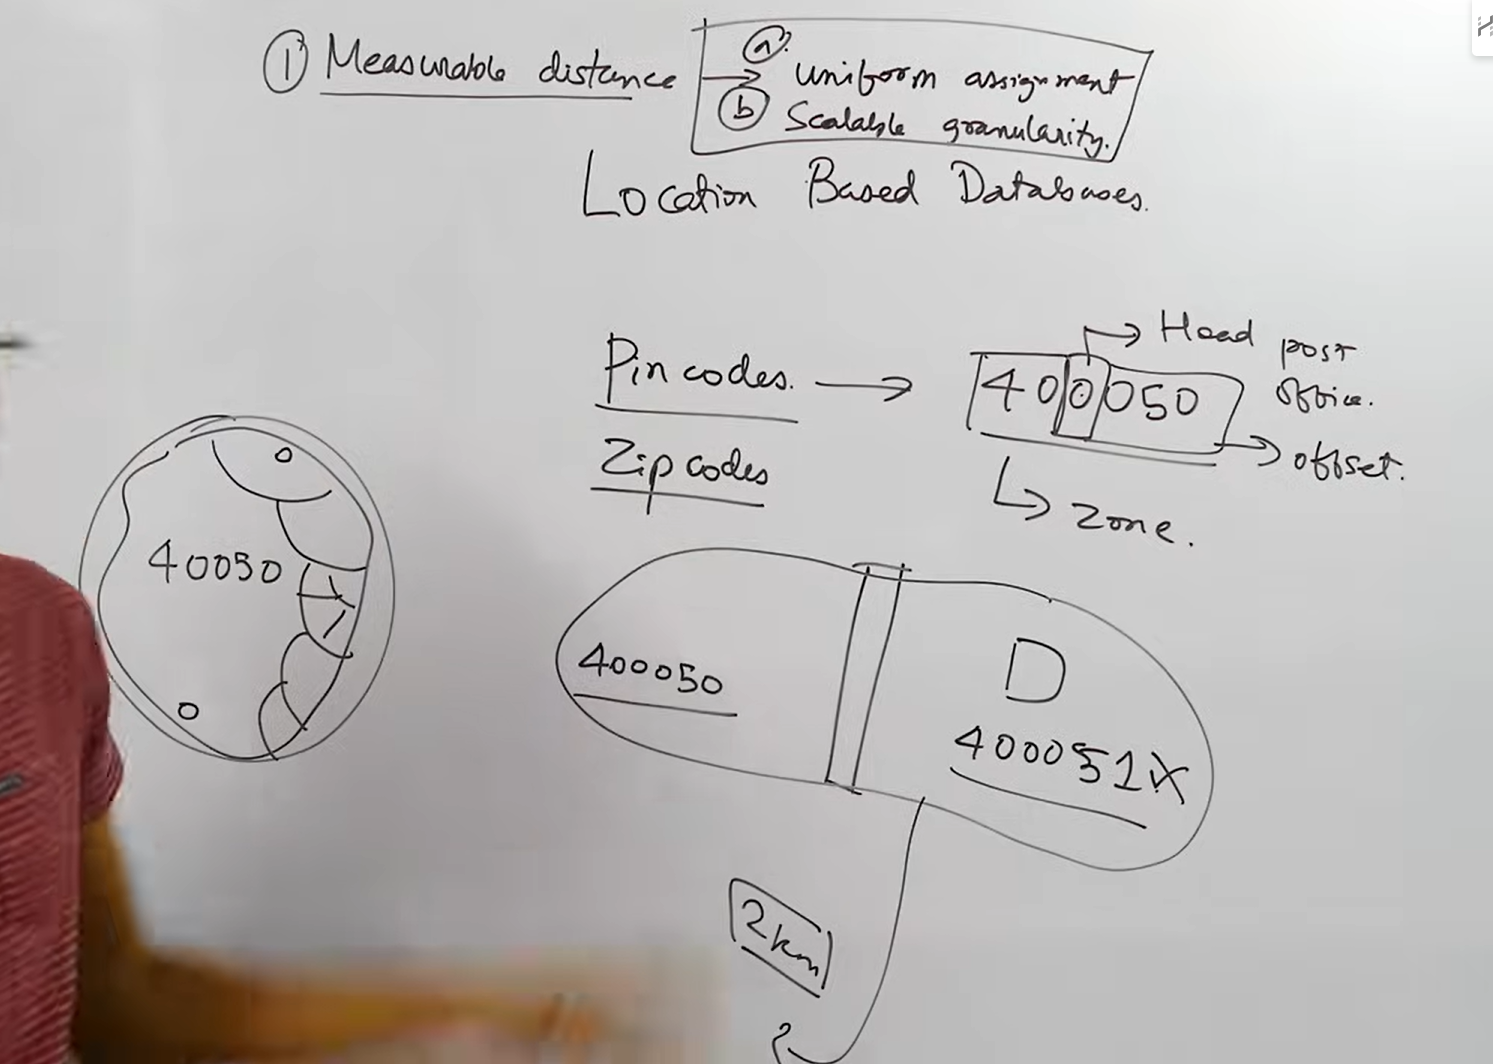 ① Measurable distance → ⓐ uniform assignment
ⓑ Scalable granularity.
Location Based Databases.
Pin codes. → 400050
→ Head post office.
→ offset.
↳ zone.
Zip codes
40050
400050
D
400051X
2km